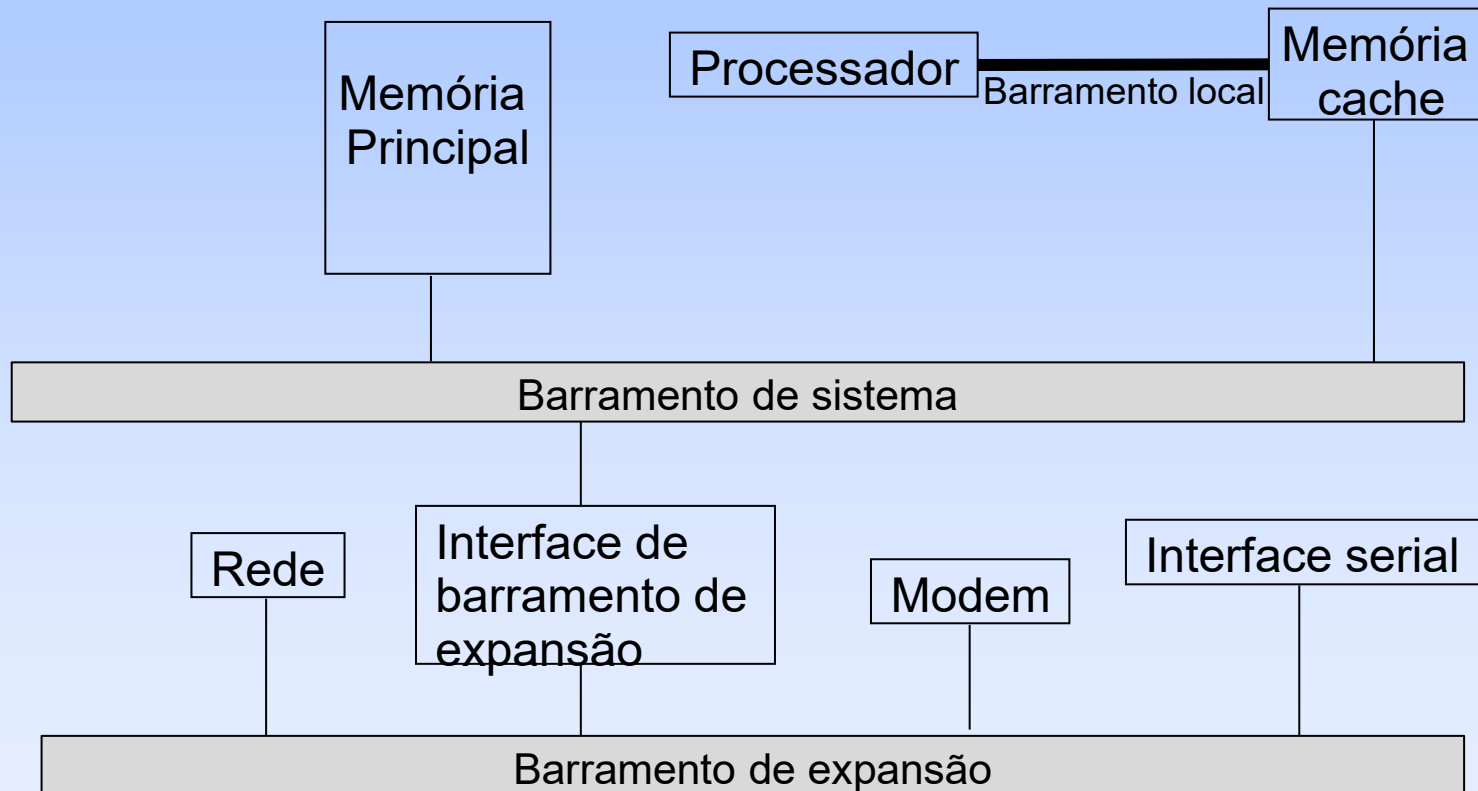 Memória
Principal
Processador
Barramento local
Memória
cache
Barramento de sistema
Rede
Interface de
barramento de
expansão
Modem
Interface serial
Barramento de expansão